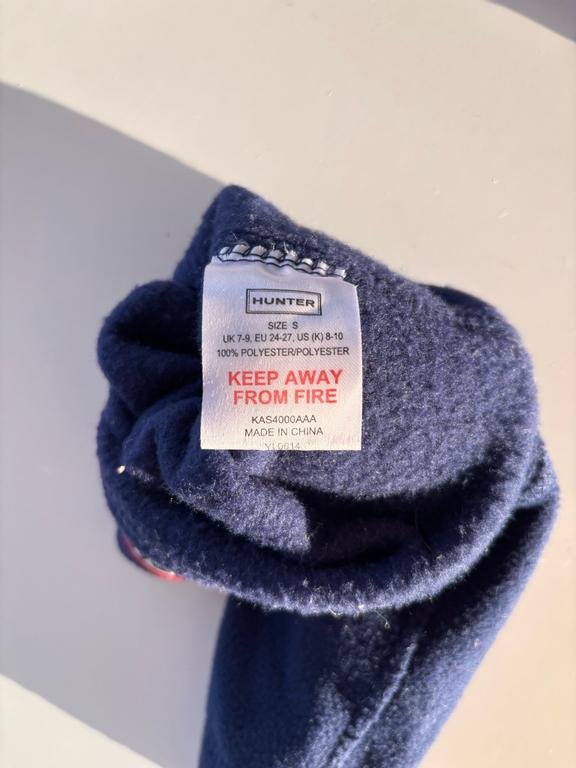 HUNTER
SIZE S
UK 7-9, EU 24-27, US (K) 8-10
100% POLYESTER/POLYESTER
KEEP AWAY
FROM FIRE
KAS4000AAA
MADE IN CHINA